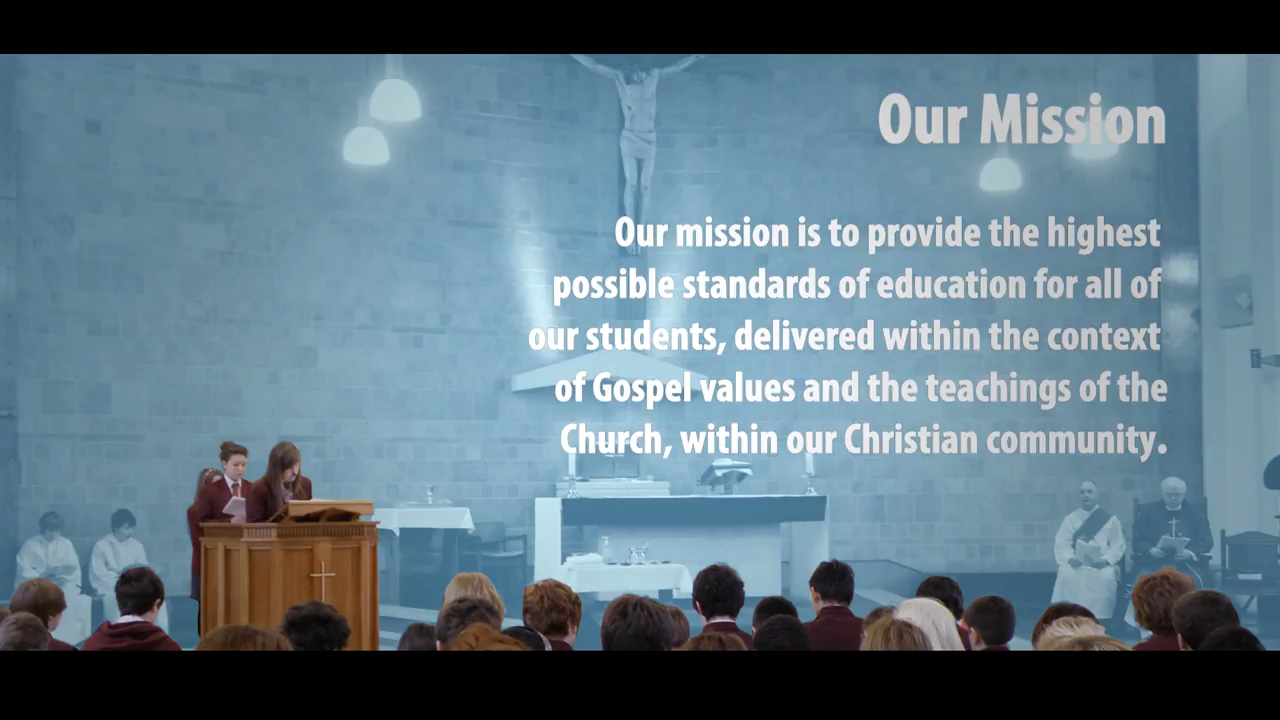 Our Mission
Our mission is to provide the highest
possible standards of education for all of
our students, delivered within the context
of Gospel values and the teachings of the
Church, within our Christian community.